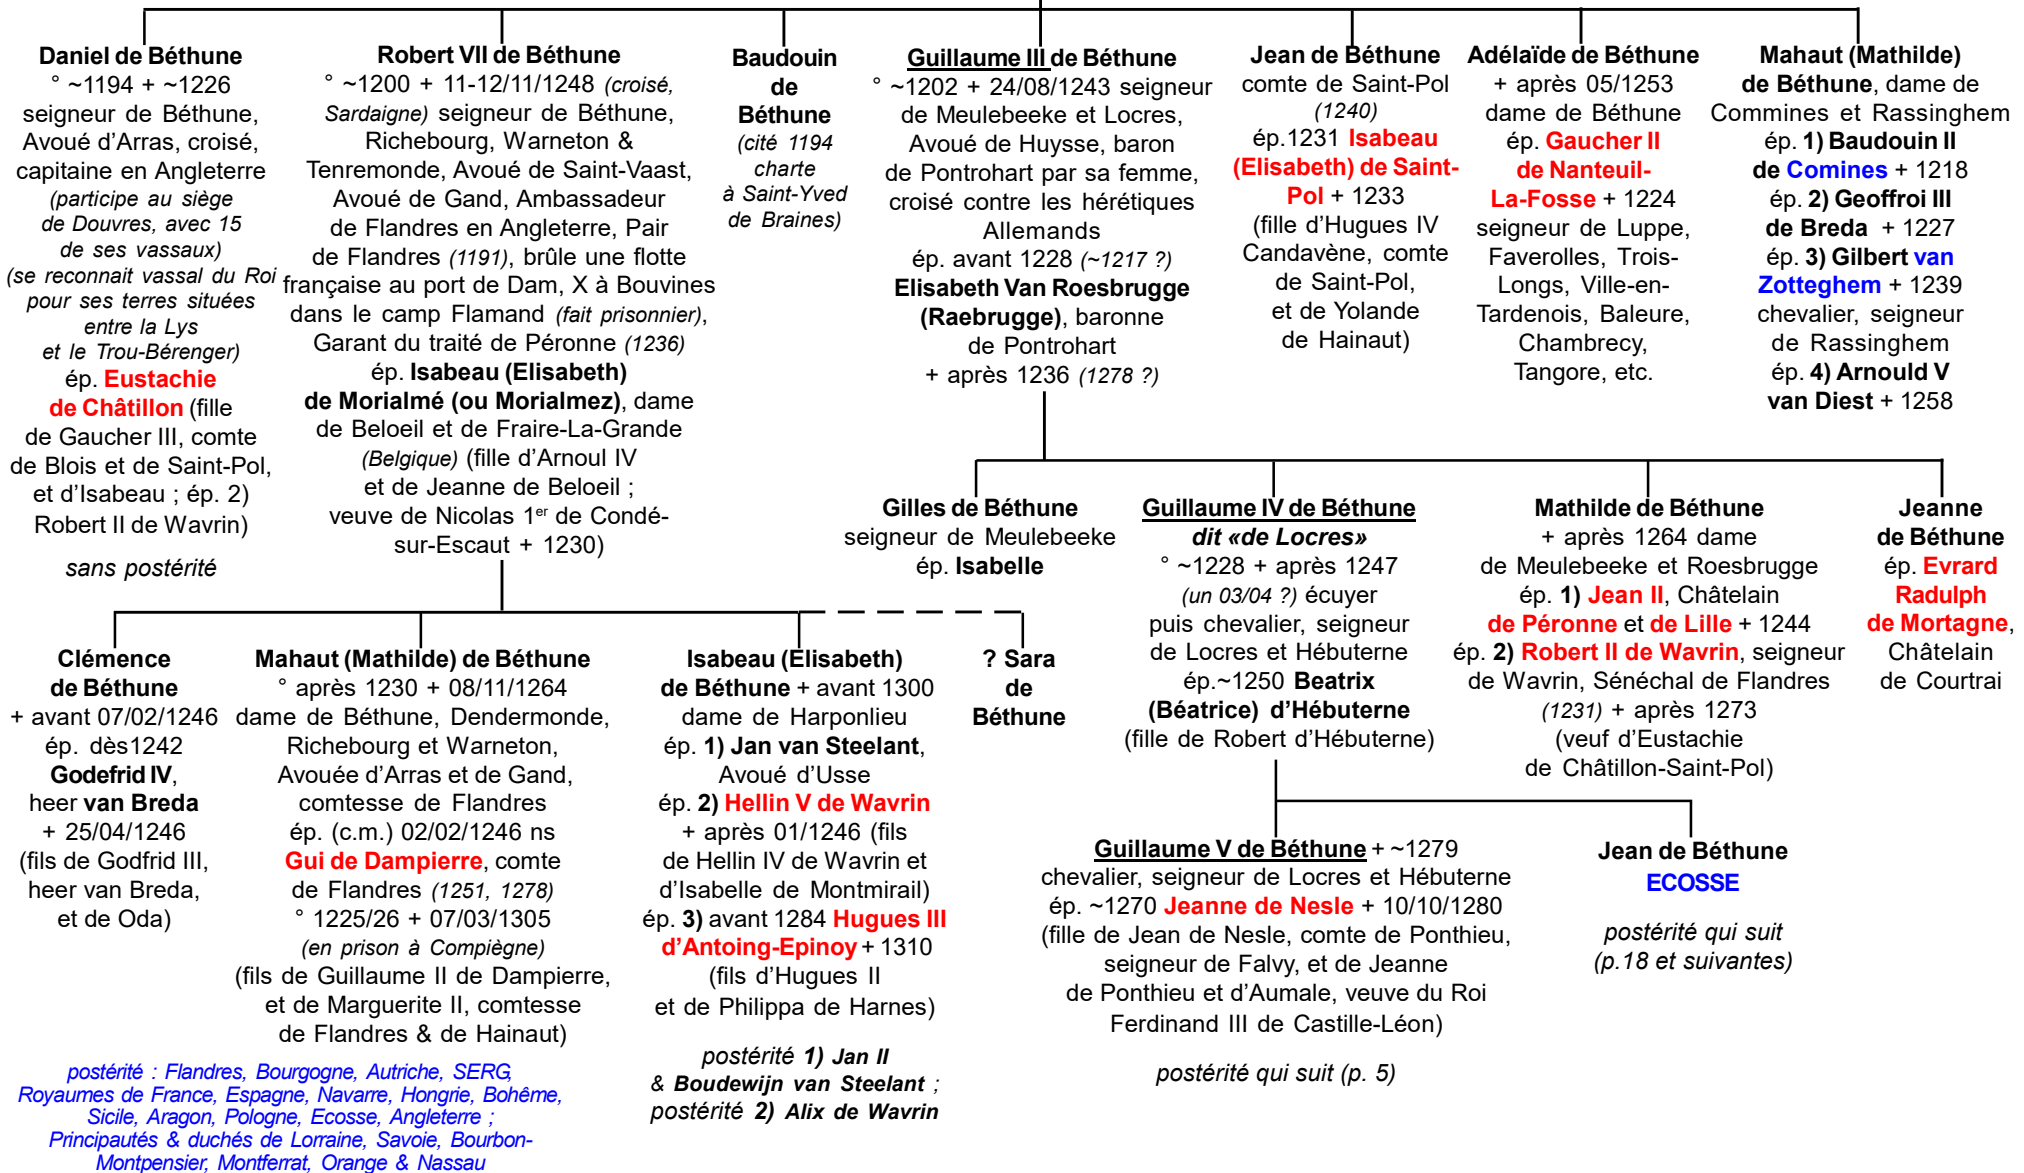 Daniel de Béthune
° ~1194 + ~1226
seigneur de Béthune,
Avoué d'Arras, croisé,
capitaine en Angleterre
(participe au siège
de Douvres, avec 15
de ses vassaux)
(se reconnait vassal du Roi
pour ses terres situées
entre la Lys
et le Trou-Bérenger)
ép. Eustachie
de Châtillon (fille
de Gaucher III, comte
de Blois et de Saint-Pol,
et d'Isabeau ; ép. 2)
Robert II de Wavrin)
sans postérité
Robert VII de Béthune
° ~1200 + 11-12/11/1248 (croisé,
Sardaigne) seigneur de Béthune,
Richebourg, Warneton &
Tenremonde, Avoué de Saint-Vaast,
Avoué de Gand, Ambassadeur
de Flandres en Angleterre, Pair
de Flandres (1191), brûle une flotte
française au port de Dam, X à Bouvines
dans le camp Flamand (fait prisonnier),
Garant du traité de Péronne (1236)
ép. Isabeau (Elisabeth)
de Morialmé (ou Morialmez), dame
de Beloeil et de Fraire-La-Grande
(Belgique) (fille d'Arnoul IV
et de Jeanne de Beloeil ;
veuve de Nicolas 1er de Condé-
sur-Escaut + 1230)
Baudouin
de
Béthune
(cité 1194
charte
à Saint-Yved
de Braines)
Guillaume III de Béthune
° ~1202 + 24/08/1243 seigneur
de Meulebeeke et Locres,
Avoué de Huysse, baron
de Pontrohart par sa femme,
croisé contre les hérétiques
Allemands
ép. avant 1228 (~1217 ?)
Elisabeth Van Roesbrugge
(Raebrugge), baronne
de Pontrohart
+ après 1236 (1278 ?)
Jean de Béthune
comte de Saint-Pol
(1240)
ép.1231 Isabeau
(Elisabeth) de Saint-
Pol + 1233
(fille d'Hugues IV
Candavène, comte
de Saint-Pol,
et de Yolande
de Hainaut)
Adélaïde de Béthune
+ après 05/1253
dame de Béthune
ép. Gaucher II
de Nanteuil-
La-Fosse + 1224
seigneur de Luppe,
Faverolles, Trois-
Longs, Ville-en-
Tardenois, Baleure,
Chambrecy,
Tangore, etc.
Mahaut (Mathilde)
de Béthune, dame de
Commines et Rassinghem
ép. 1) Baudouin II
de Comines + 1218
ép. 2) Geoffroi III
de Breda + 1227
ép. 3) Gilbert van
Zotteghem + 1239
chevalier, seigneur
de Rassinghem
ép. 4) Arnould V
van Diest + 1258
Gilles de Béthune
seigneur de Meulebeeke
ép. Isabelle
Guillaume IV de Béthune
dit «de Locres»
° ~1228 + après 1247
(un 03/04 ?) écuyer
puis chevalier, seigneur
de Locres et Hébuterne
ép.~1250 Beatrix
(Béatrice) d'Hébuterne
(fille de Robert d'Hébuterne)
Mathilde de Béthune
+ après 1264 dame
de Meulebeeke et Roesbrugge
ép. 1) Jean II, Châtelain
de Péronne et de Lille + 1244
ép. 2) Robert II de Wavrin, seigneur
de Wavrin, Sénéchal de Flandres
(1231) + après 1273
(veuf d'Eustachie
de Châtillon-Saint-Pol)
Jeanne
de Béthune
ép. Evrard
Radulph
de Mortagne,
Châtelain
de Courtrai
Clémence
de Béthune
+ avant 07/02/1246
ép. dès1242
Godefrid IV,
heer van Breda
+ 25/04/1246
(fils de Godfrid III,
heer van Breda,
et de Oda)
Mahaut (Mathilde) de Béthune
° après 1230 + 08/11/1264
dame de Béthune, Dendermonde,
Richebourg et Warneton,
Avouée d'Arras et de Gand,
comtesse de Flandres
ép. (c.m.) 02/02/1246 ns
Gui de Dampierre, comte
de Flandres (1251, 1278)
° 1225/26 + 07/03/1305
(en prison à Compiègne)
(fils de Guillaume II de Dampierre,
et de Marguerite II, comtesse
de Flandres & de Hainaut)
postérité : Flandres, Bourgogne, Autriche, SERG,
Royaumes de France, Espagne, Navarre, Hongrie, Bohême,
Sicile, Aragon, Pologne, Ecosse, Angleterre ;
Principautés & duchés de Lorraine, Savoie, Bourbon-
Montpensier, Montferrat, Orange & Nassau
Isabeau (Elisabeth)
de Béthune + avant 1300
dame de Harponlieu
ép. 1) Jan van Steelant,
Avoué d'Usse
ép. 2) Hellin V de Wavrin
+ après 01/1246 (fils
de Hellin IV de Wavrin et
d'Isabelle de Montmirail)
ép. 3) avant 1284 Hugues III
d'Antoing-Epinoy + 1310
(fils d'Hugues II
et de Philippa de Harnes)
postérité 1) Jan II
& Boudewijn van Steelant ;
postérité 2) Alix de Wavrin
? Sara
de
Béthune
Guillaume V de Béthune + ~1279
chevalier, seigneur de Locres et Hébuterne
ép. ~1270 Jeanne de Nesle + 10/10/1280
(fille de Jean de Nesle, comte de Ponthieu,
seigneur de Falvy, et de Jeanne
de Ponthieu et d'Aumale, veuve du Roi
Ferdinand III de Castille-Léon)
postérité qui suit (p. 5)
Jean de Béthune
ECOSSE
postérité qui suit
(p.18 et suivantes)